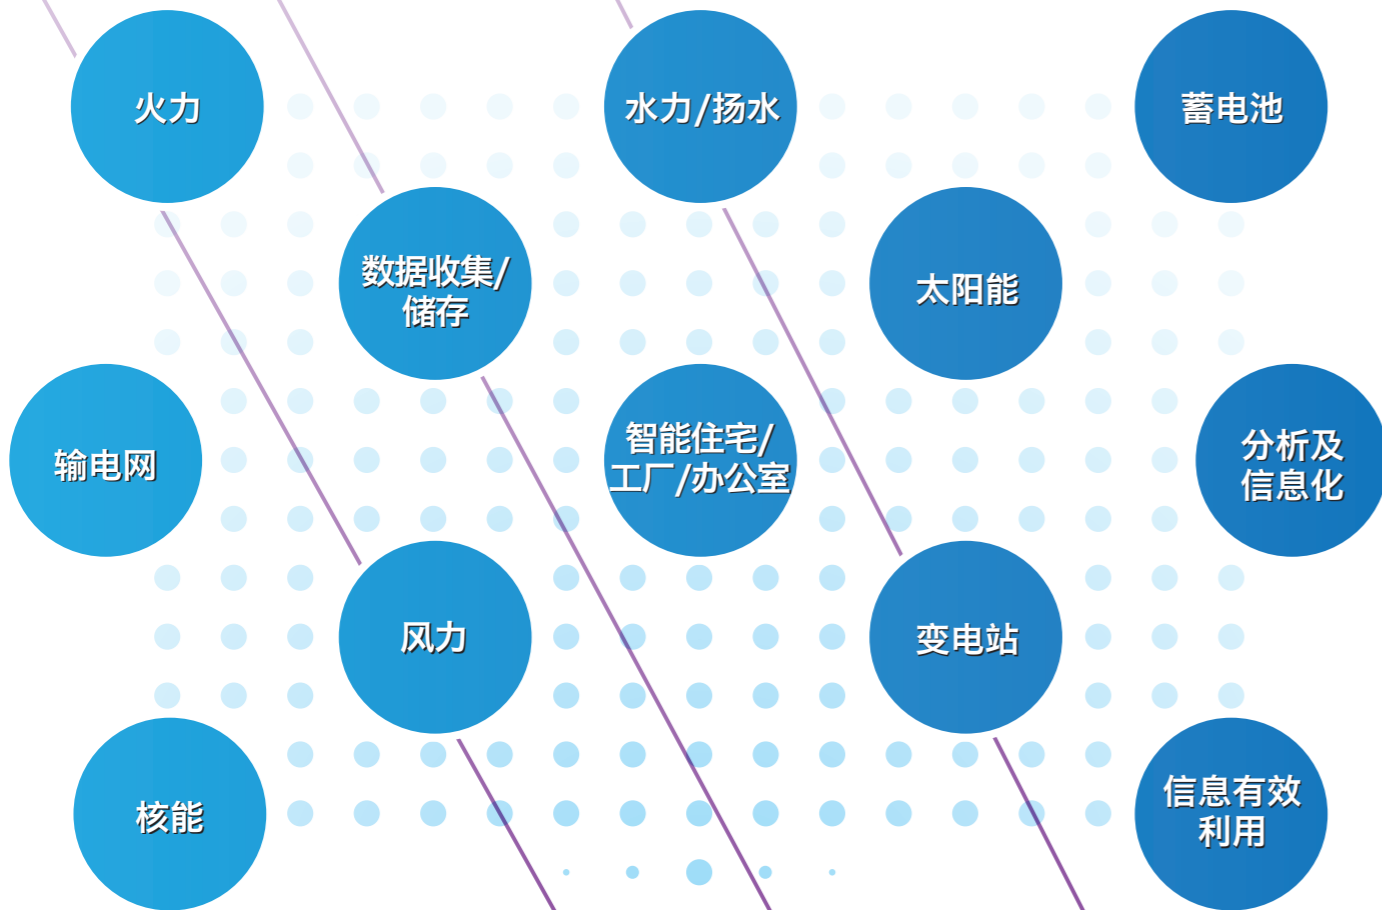 火力
水力/扬水
蓄电池
数据收集/
储存
太阳能
输电网
智能住宅/
工厂/办公室
分析及
信息化
风力
变电站
核能
信息有效
利用